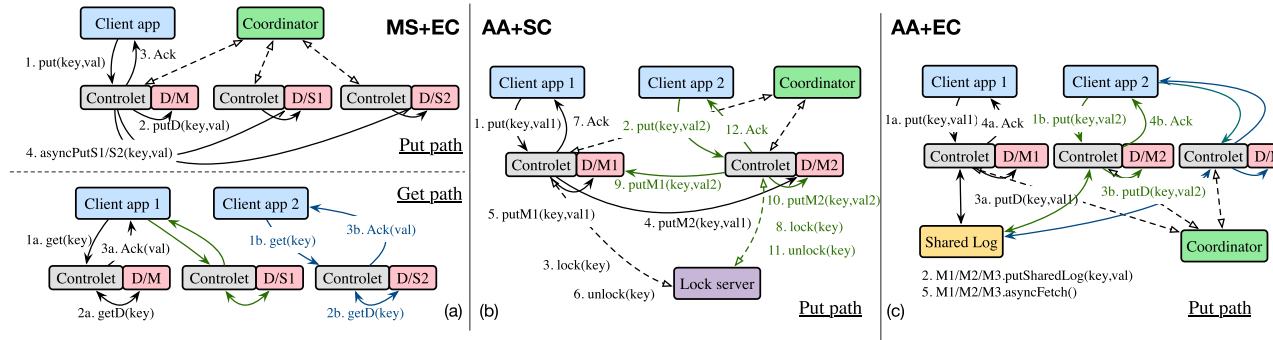 MS+EC
Client app
Coordinator
1. put(key,val)
3. Ack
Controlet
D/M
Controlet
D/S1
Controlet
D/S2
2. putD(key,val)
4. asyncPutS1/S2(key,val)
Put path
Get path
Client app 1
Client app 2
1a. get(key)
3a. Ack(val)
1b. get(key)
3b. Ack(val)
Controlet
D/M
Controlet
D/S1
Controlet
D/S2
2a. getD(key)
2b. getD(key)
(a)
AA+SC
Client app 1
Client app 2
Coordinator
1. put(key,val1)
7. Ack
2. put(key,val2)
12. Ack
Controlet
D/M1
Controlet
D/M2
9. putM1(key,val2)
10. putM2(key,val2)
5. putM1(key,val1)
4. putM2(key,val1)
8. lock(key)
11. unlock(key)
3. lock(key)
6. unlock(key)
Lock server
(b)
Put path
AA+EC
Client app 1
Client app 2
1a. put(key,val1)
4a. Ack
1b. put(key,val2)
4b. Ack
Controlet
D/M1
Controlet
D/M2
Controlet
3a. putD(key,val1)
3b. putD(key,val2)
Shared Log
Coordinator
2. M1/M2/M3.putSharedLog(key,val)
5. M1/M2/M3.asyncFetch()
(c)
Put path